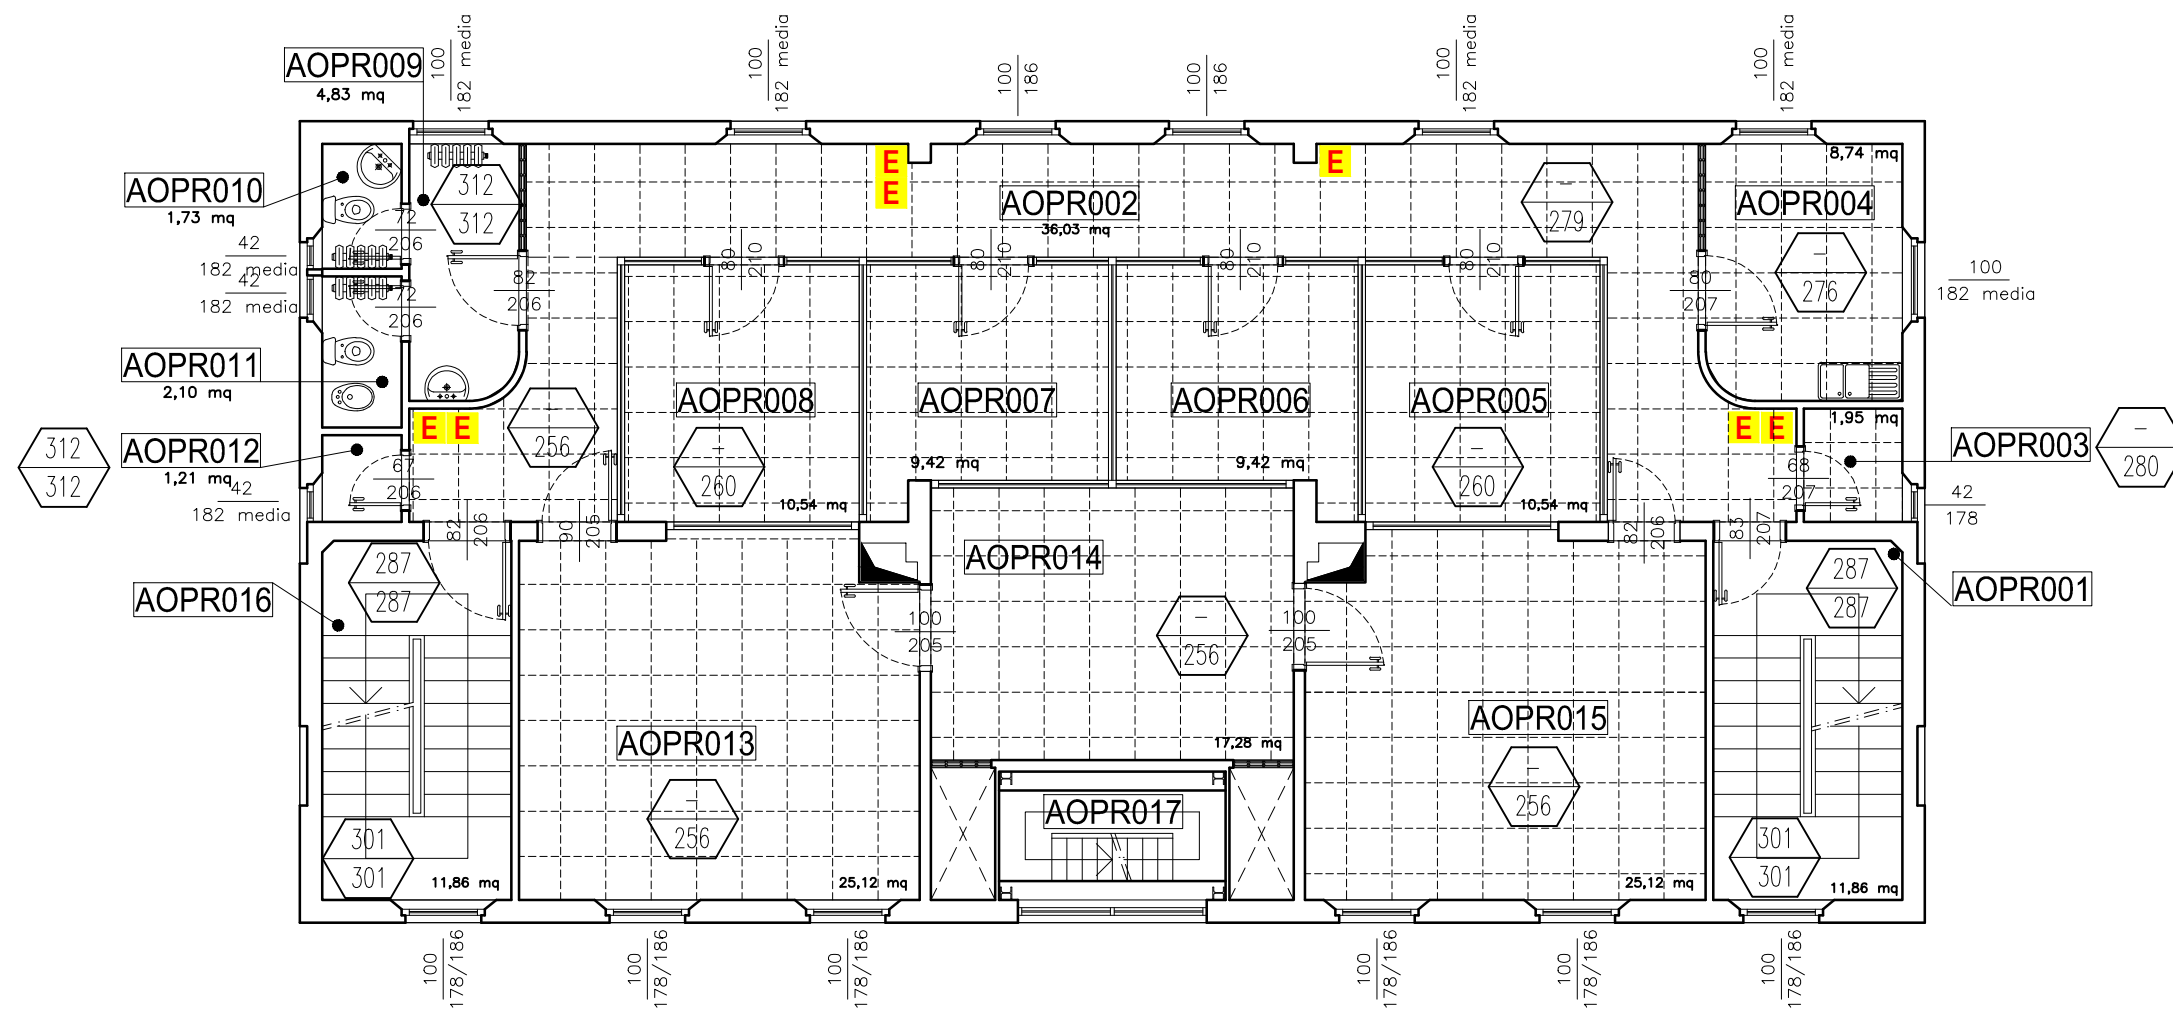 AOPR009
4,83 mq
100
182 media
100
182 media
100
186
100
186
100
182 media
100
182 media
AOPR010
1,73 mq
312
312
E
E
AOPR002
36,03 mq
E
–
279
8,74 mq
AOPR004
–
276
72
206
42
182 media
42
182 media
72
206
82
206
80
210
80
210
80
210
80
210
80
207
100
182 media
AOPR011
2,10 mq
E E
–
256
AOPR008
–
260
10,54 mq
AOPR007
9,42 mq
AOPR006
9,42 mq
AOPR005
–
260
10,54 mq
E E
1,95 mq
AOPR003
–
280
312
312
AOPR012
1,21 mq
42
182 media
67
206
68
207
42
178
82
206
90
205
82
206
83
207
AOPR016
287
287
AOPR014
–
256
17,28 mq
100
205
100
205
287
287
AOPR001
AOPR013
–
256
25,12 mq
AOPR015
–
256
25,12 mq
AOPR017
301
301
11,86 mq
301
301
11,86 mq
100
178/186
100
178/186
100
178/186
100
178/186
100
178/186
100
178/186